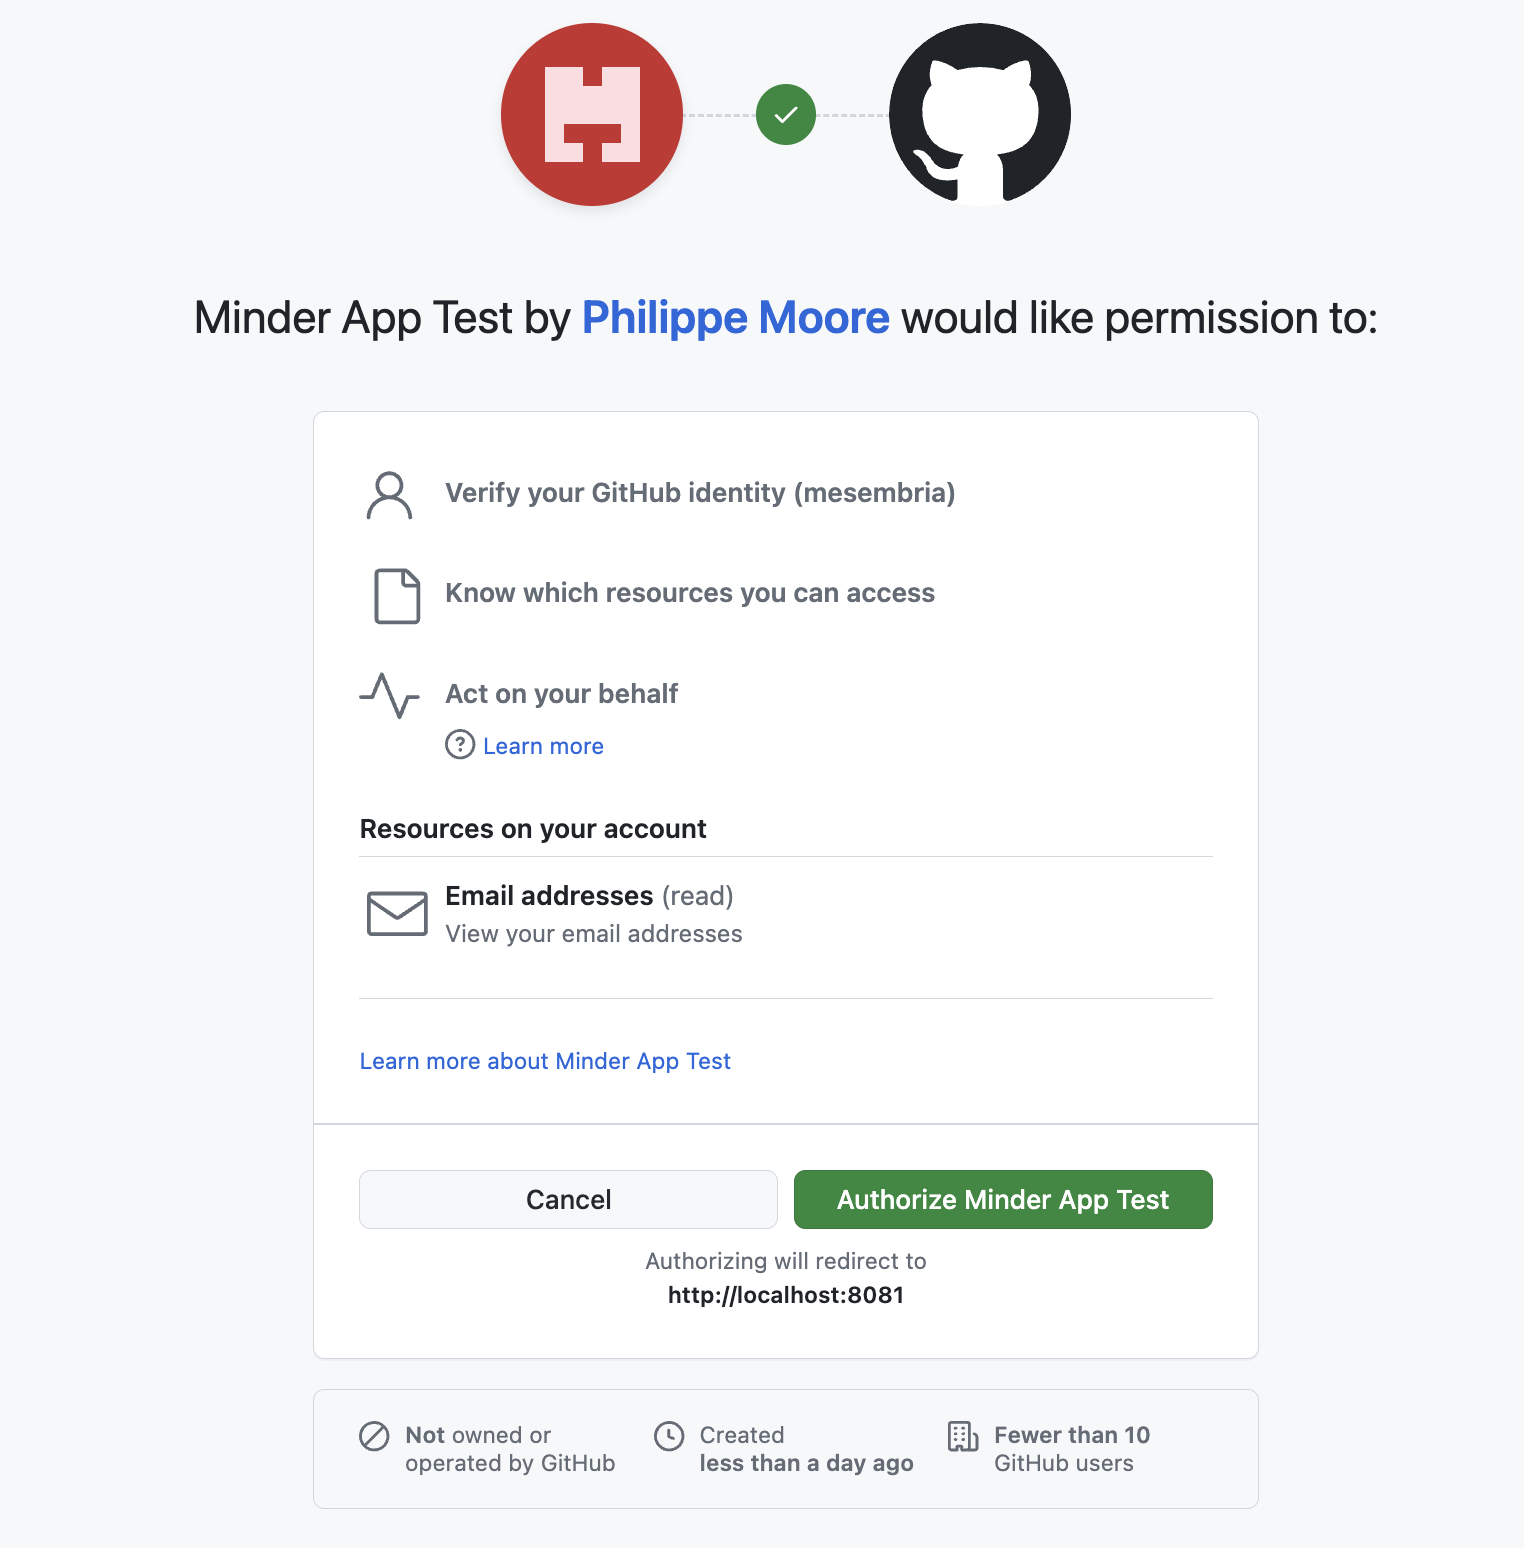 Minder App Test by Philippe Moore would like permission to:
Verify your GitHub identity (mesembria)
Know which resources you can access
Act on your behalf
Learn more
Resources on your account
Email addresses (read)
View your email addresses
Learn more about Minder App Test
Cancel
Authorize Minder App Test
Authorizing will redirect to
http://localhost:8081
Not owned or
operated by GitHub
Created
less than a day ago
Fewer than 10
GitHub users